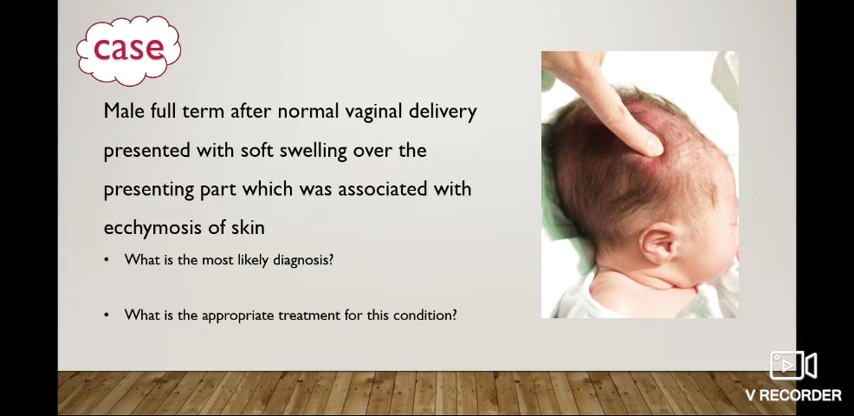 case
Male full term after normal vaginal delivery
presented with soft swelling over the
presenting part which was associated with
ecchymosis of skin
• What is the most likely diagnosis?
• What is the appropriate treatment for this condition?
V RECORDER